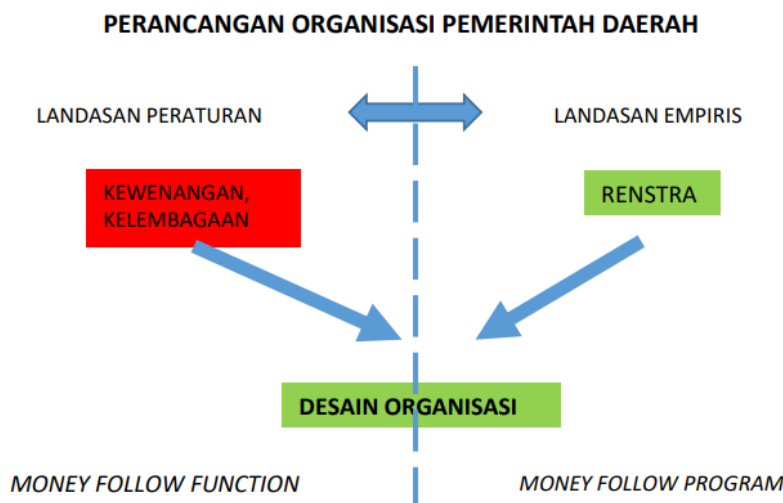 PERANCANGAN ORGANISASI PEMERINTAH DAERAH
LANDASAN PERATURAN
LANDASAN EMPIRIS
KEWENANGAN,
KELEMBAGAAN
RENSTRA
DESAIN ORGANISASI
MONEY FOLLOW FUNCTION
MONEY FOLLOW PROGRAM